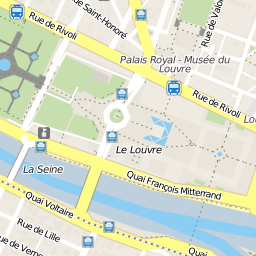 Rue Saint-Honoré
Rue de Rivoli
Palais Royal - Musée du
Louvre
Rue de Rivoli
Le Louvre
La Seine
Quai François Mitterrand
Quai Voltaire
Rue de Lille